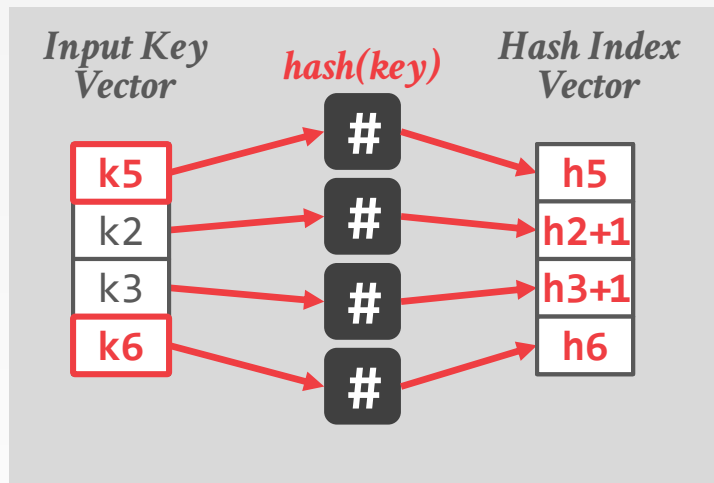 Input Key
Vector
hash(key)
Hash Index
Vector
k5
k2
k3
k6
#
#
#
#
h5
h2+1
h3+1
h6